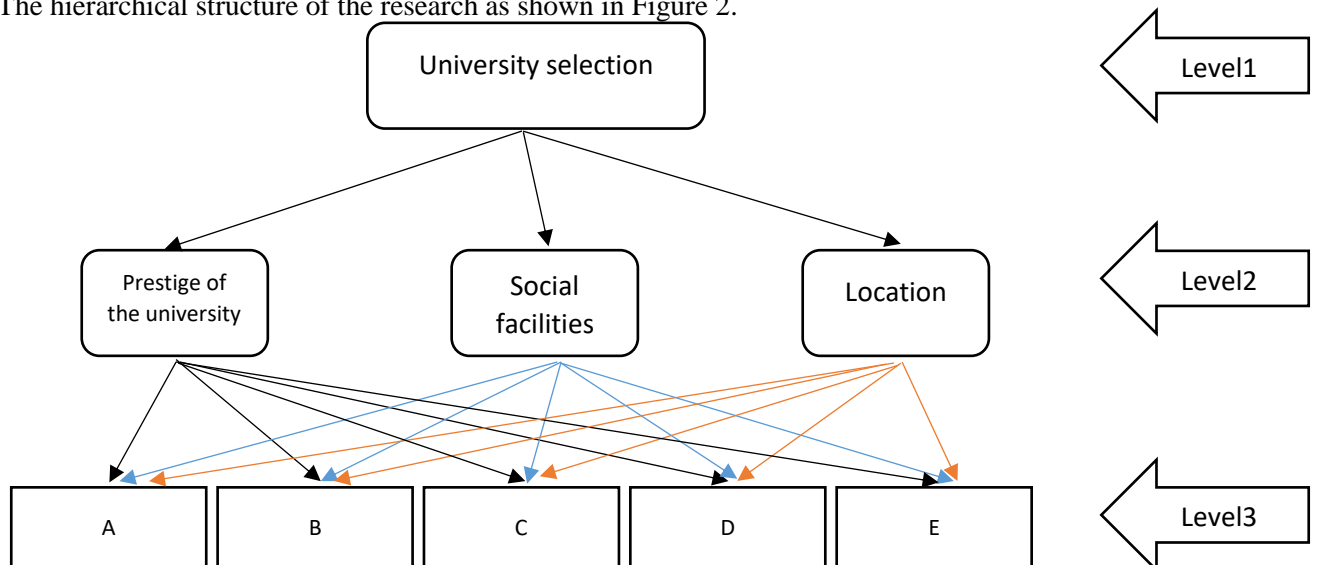 The hierarchical structure of the research as shown in Figure 2.
University selection
Level1
Prestige of
the university
Social
facilities
Location
Level2
A
B
C
D
E
Level3